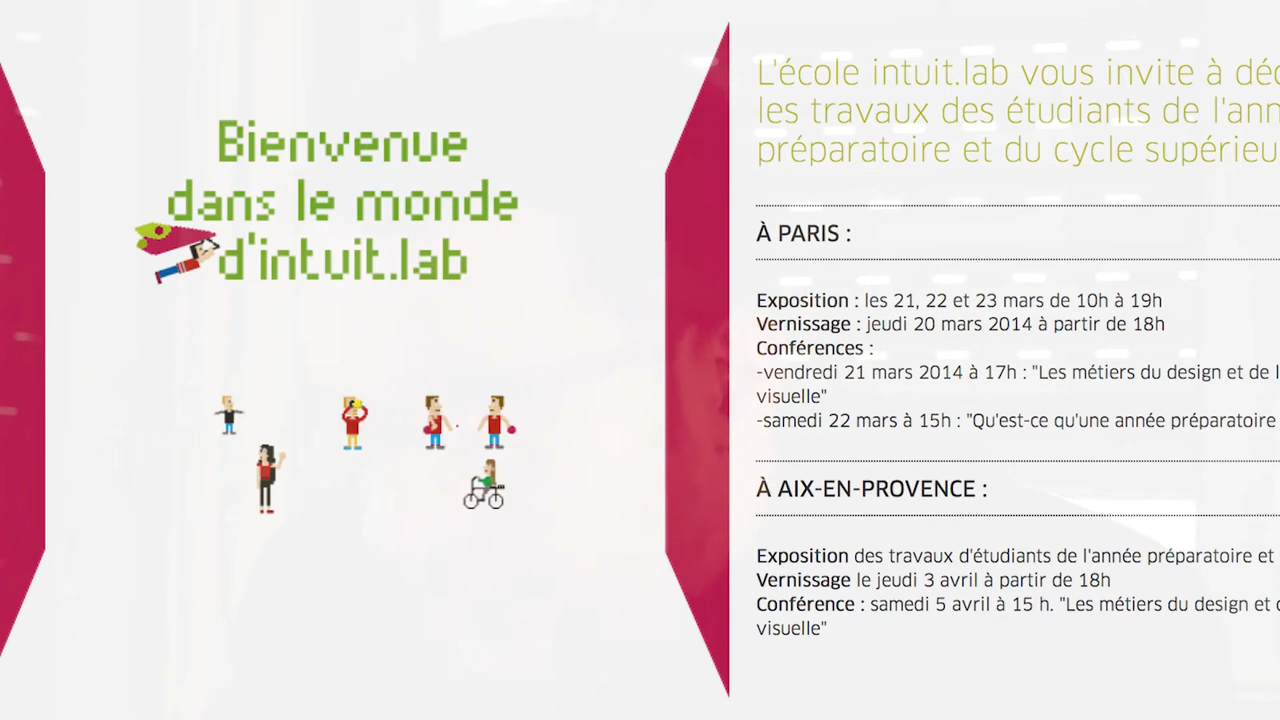 Bienvenue
dans le monde
d'intuit.lab
L'école intuit.lab vous invite à
les travaux des étudiants de
préparatoire et du cycle
À PARIS :
Exposition : les 21, 22 et 23 mars de 10h à 19h
Vernissage : jeudi 20 mars 2014 à partir de 18h
Conférences :
-vendredi 21 mars 2014 à 17h : "Les métiers du design et de
visuelle"
-samedi 22 mars à 15h : "Qu'est-ce qu'une année préparatoire
À AIX-EN-PROVENCE :
Exposition des travaux d'étudiants de l'année préparatoire et
Vernissage le jeudi 3 avril à partir de 18h
Conférence : samedi 5 avril à 15 h. "Les métiers du design et
visuelle"